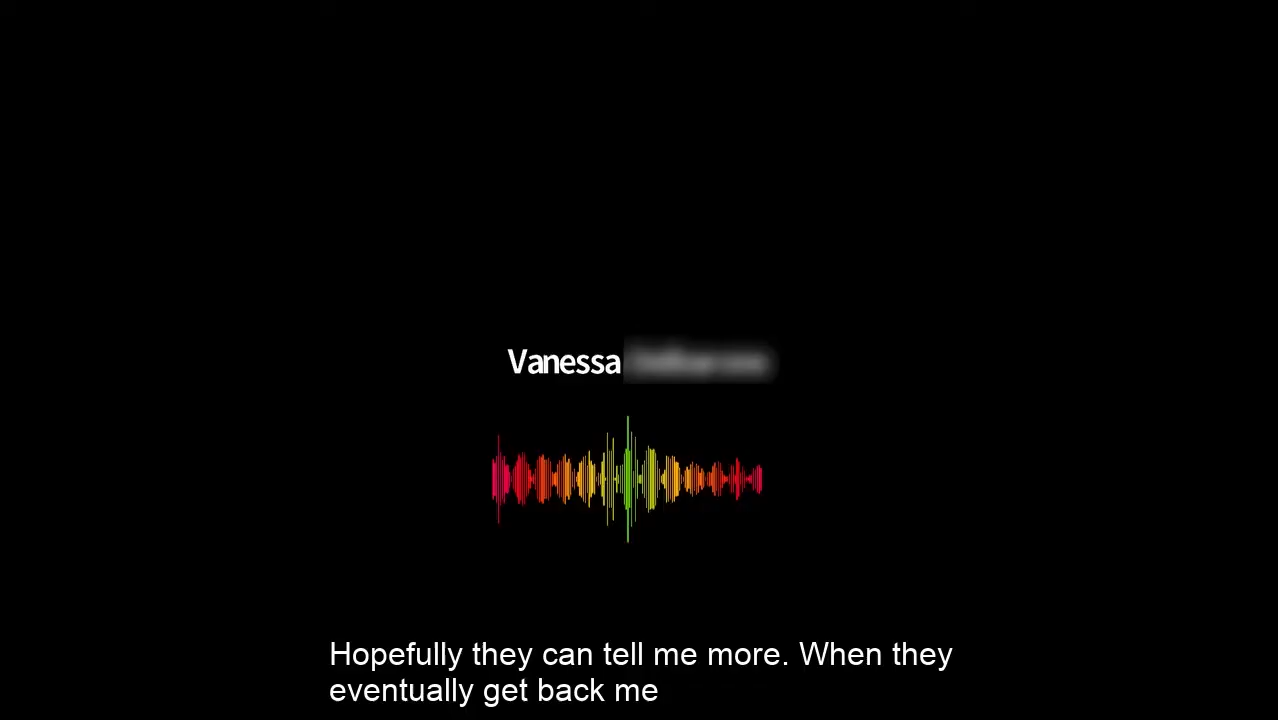 Vanessa
Hopefully they can tell me more. When they
eventually get back me